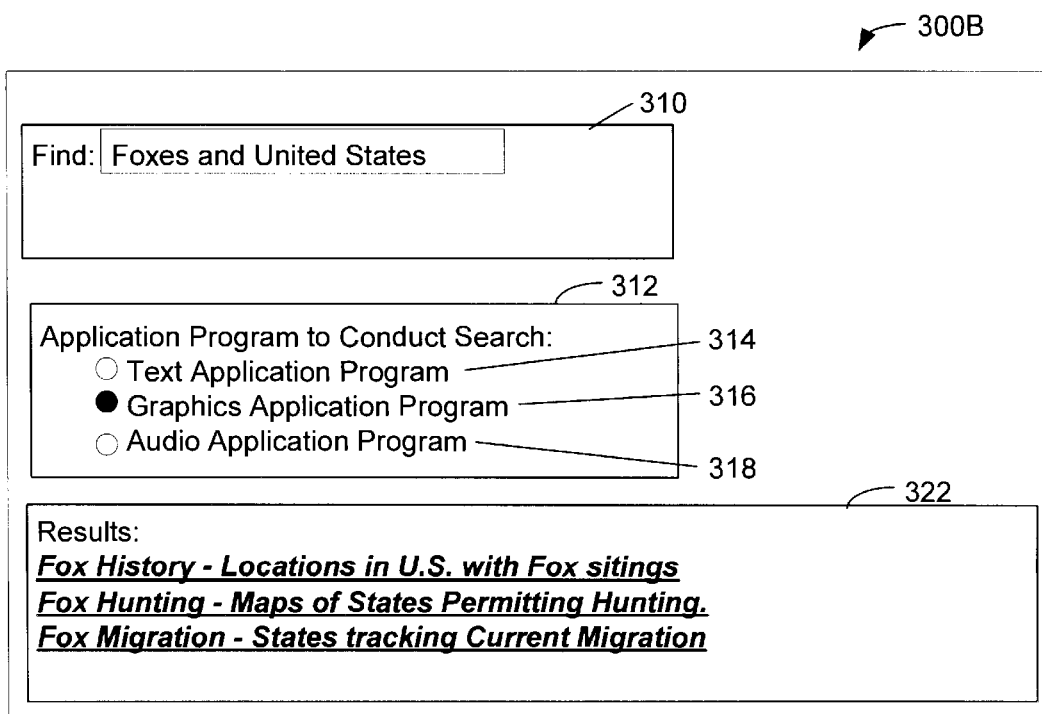 300B
310
Find: Foxes and United States
312
Application Program to Conduct Search:
Text Application Program 314
Graphics Application Program 316
Audio Application Program 318
322
Results:
Fox History - Locations in U.S. with Fox sitings
Fox Hunting - Maps of States Permitting Hunting.
Fox Migration - States tracking Current Migration